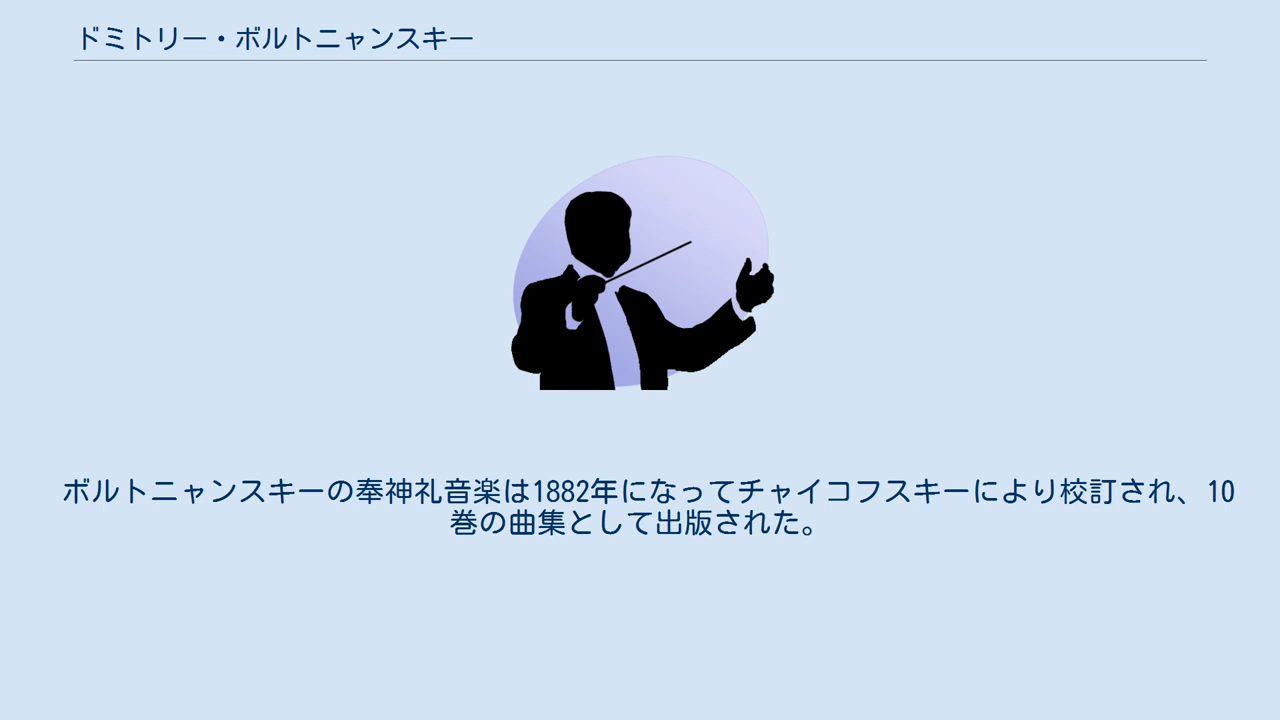 ドミトリー・ボルトニャンスキー
ボルトニャンスキーの奉神礼音楽は1882年になってチャイコフスキーにより校訂され、10
巻の曲集として出版された。